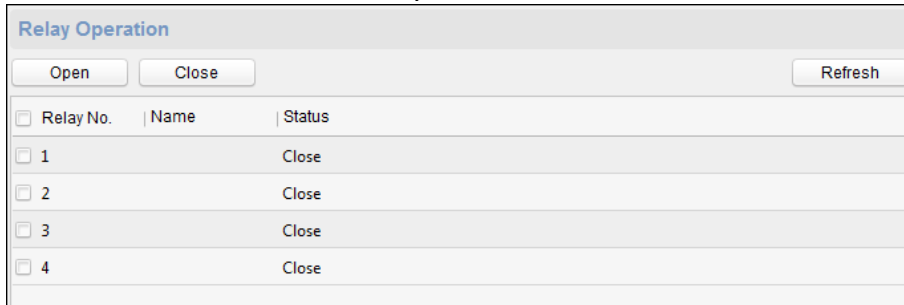 Relay Operation
Open Close Refresh
Relay No. Name Status
1 Close
2 Close
3 Close
4 Close